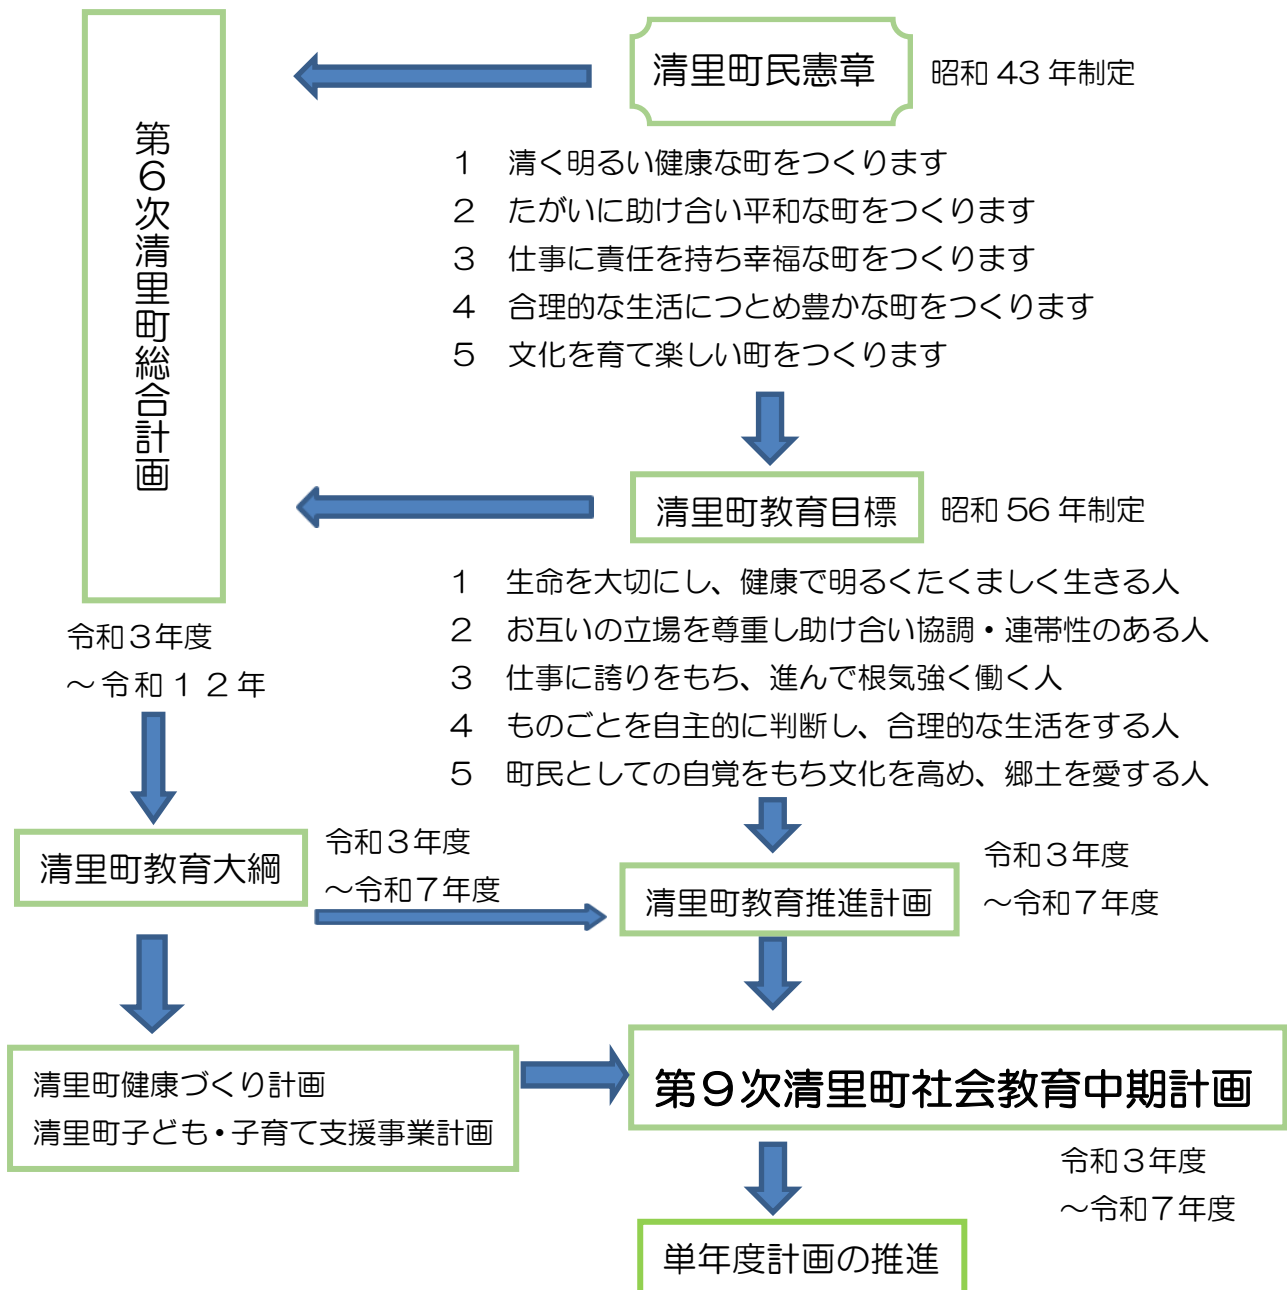 第６次清里町総合計画
令和３年度
～令和１２年
清里町民憲章
昭和 43 年制定
１　清く明るい健康な町をつくります
２　たがいに助け合い平和な町をつくります
３　仕事に責任を持ち幸福な町をつくります
４　合理的な生活につとめ豊かな町をつくります
５　文化を育て楽しい町をつくります
清里町教育目標
昭和 56 年制定
１　生命を大切にし、健康で明るくたくましく生きる人
２　お互いの立場を尊重し助け合い協調・連帯性のある人
３　仕事に誇りをもち、進んで根気強く働く人
４　ものごとを自主的に判断し、合理的な生活をする人
５　町民としての自覚をもち文化を高め、郷土を愛する人
清里町教育大綱
令和３年度
～令和７年度
清里町教育推進計画
令和３年度
～令和７年度
清里町健康づくり計画
清里町子ども・子育て支援事業計画
第９次清里町社会教育中期計画
令和３年度
～令和７年度
単年度計画の推進